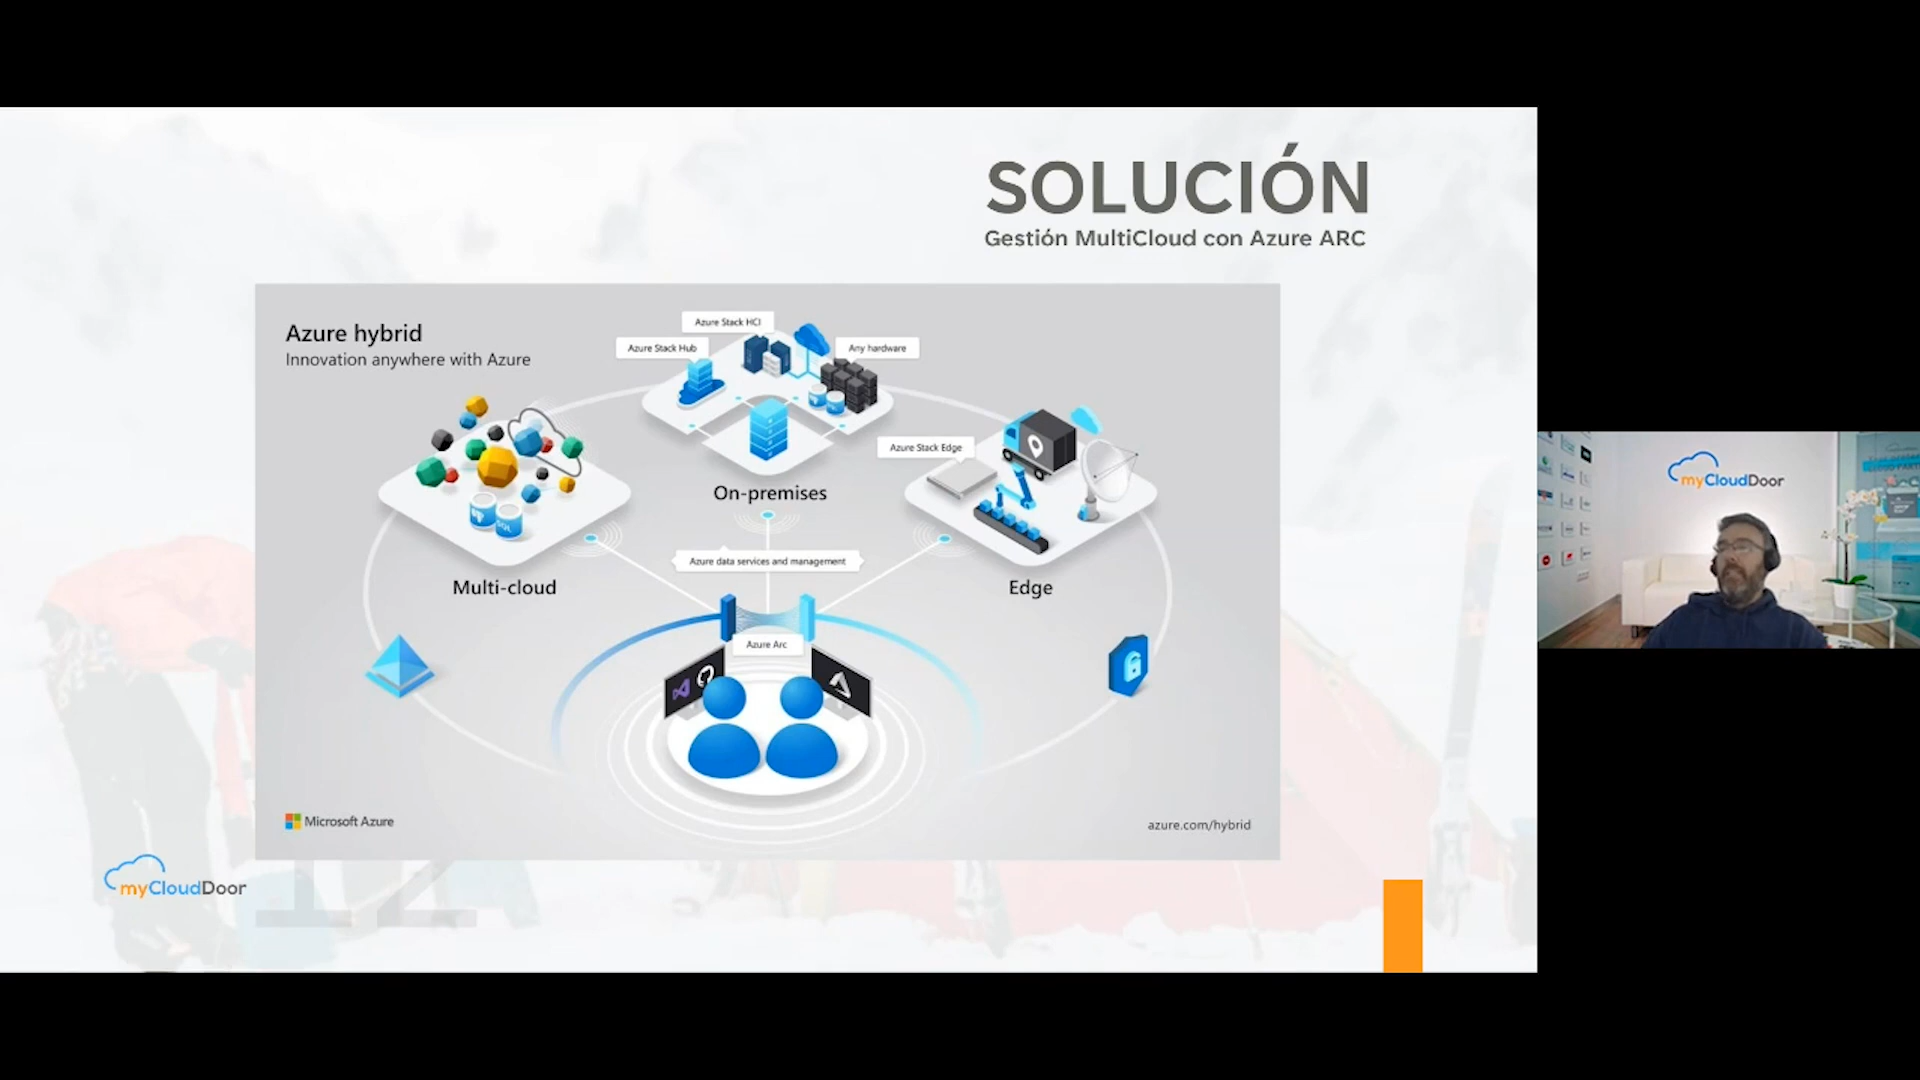 SOLUCIÓN
Gestión MultiCloud con Azure ARC
Azure hybrid
Innovation anywhere with Azure
Azure Stack HCI
Azure Stack Hub
Any hardware
Azure Stack Edge
On-premises
SQL
Azure data services and management
Multi-cloud
Edge
Azure Arc
Microsoft Azure
azure.com/hybrid
myCloudDoor
12
myCloudDoor